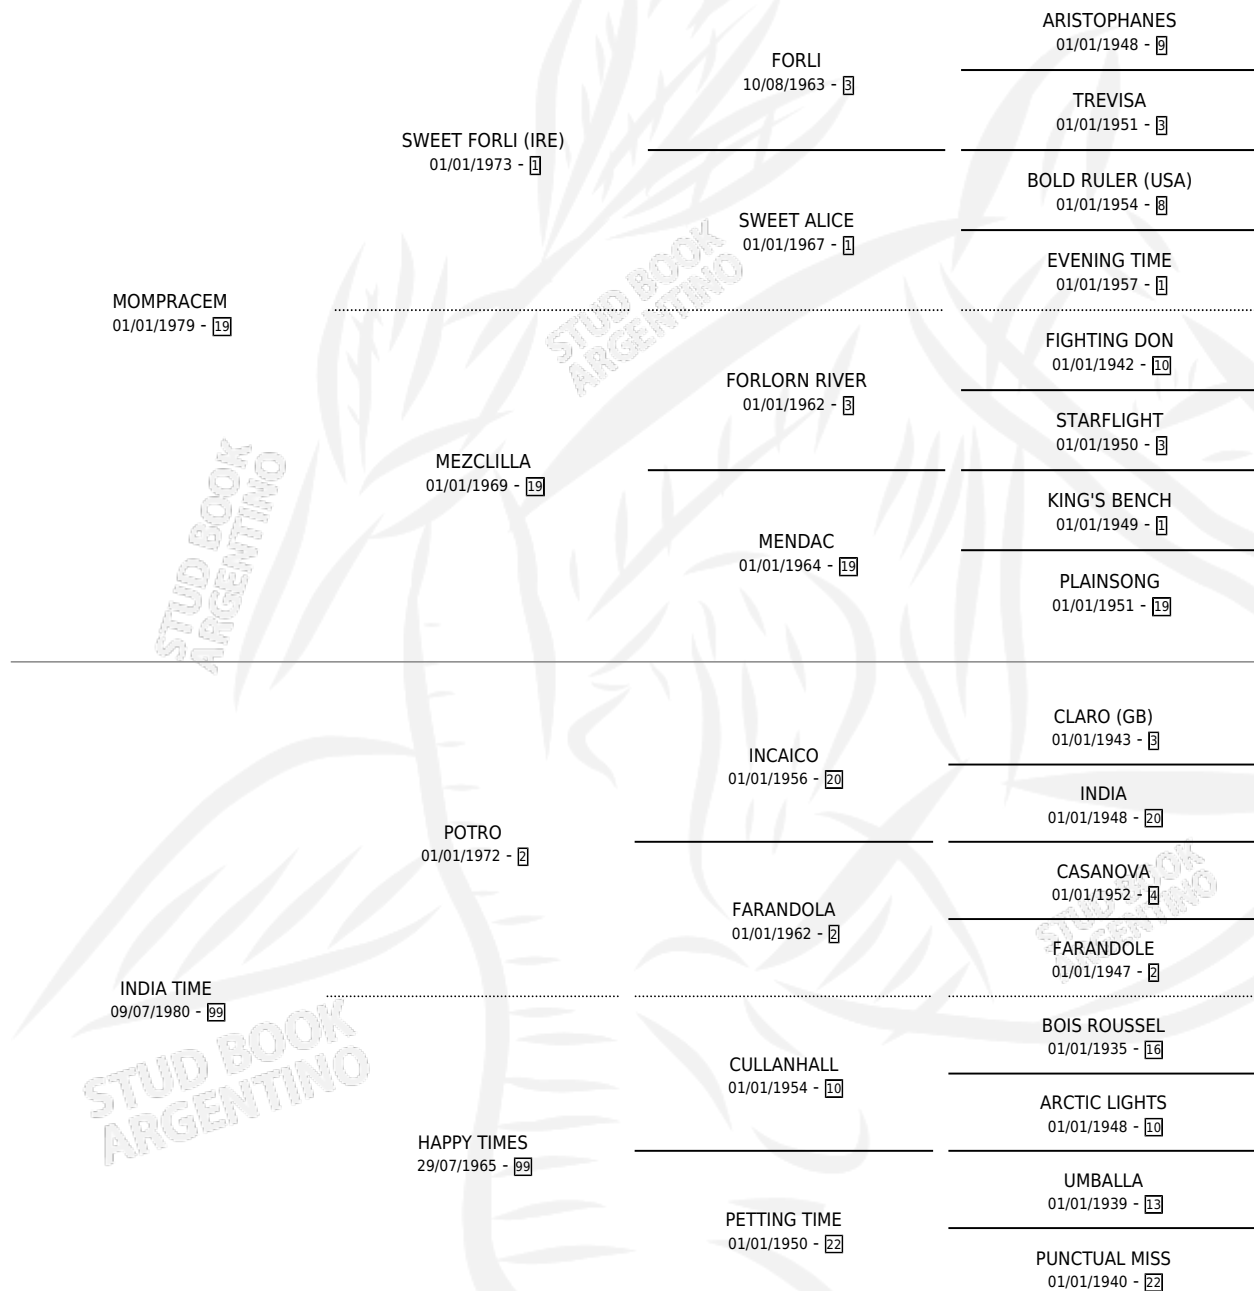 ARISTOPHANES
01/01/1948 - 9
FORLI
10/08/1963 - 3
TREVISA
01/01/1951 - 3
SWEET FORLI (IRE)
01/01/1973 - 1
BOLD RULER (USA)
01/01/1954 - 8
SWEET ALICE
01/01/1967 - 1
EVENING TIME
01/01/1957 - 1
MOMPRACEM
01/01/1979 - 19
FIGHTING DON
01/01/1942 - 10
FORLORN RIVER
01/01/1962 - 3
STARFLIGHT
01/01/1950 - 3
MEZCLILLA
01/01/1969 - 19
KING'S BENCH
01/01/1949 - 1
MENDAC
01/01/1964 - 19
PLAINSONG
01/01/1951 - 19
CLARO (GB)
01/01/1943 - 3
INCAICO
01/01/1956 - 20
INDIA
01/01/1948 - 20
POTRO
01/01/1972 - 2
CASANOVA
01/01/1952 - 4
FARANDOLA
01/01/1962 - 2
FARANDOLE
01/01/1947 - 2
INDIA TIME
09/07/1980 - 99
BOIS ROUSSEL
01/01/1935 - 16
CULLANHALL
01/01/1954 - 10
ARCTIC LIGHTS
01/01/1948 - 10
HAPPY TIMES
29/07/1965 - 99
UMBALLA
01/01/1939 - 13
PETTING TIME
01/01/1950 - 22
PUNCTUAL MISS
01/01/1940 - 22
STUD BOOK
ARGENTINO
STUD BOOK
ARGENTINO
STUD BOOK
ARGENTINO
STUD BOOK
ARGENTINO